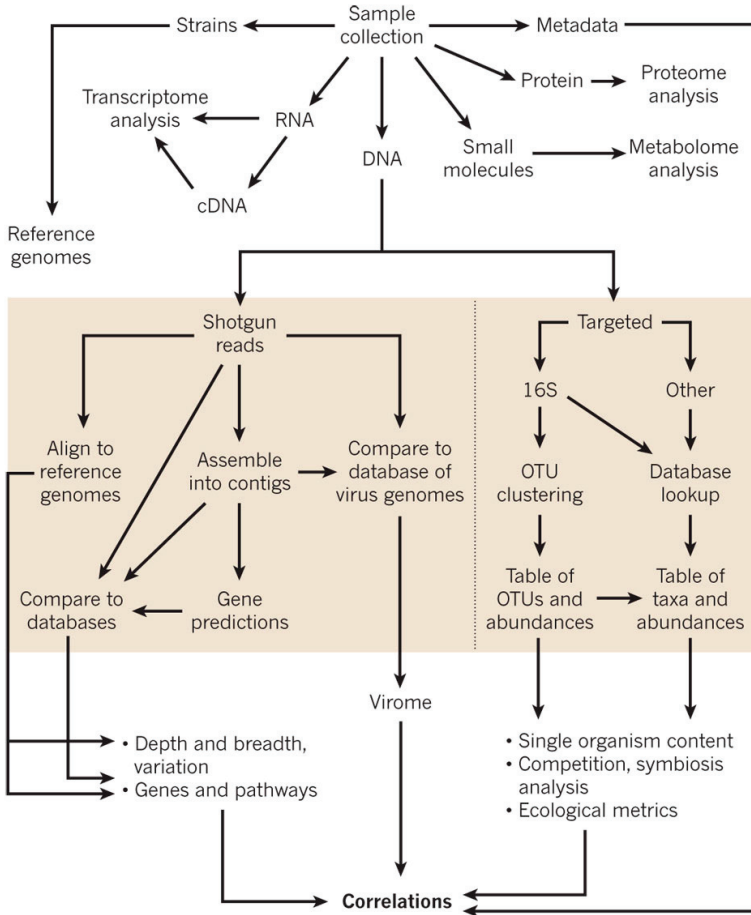 Sample
collection
Strains
Metadata
Protein
Proteome
analysis
Transcriptome
analysis
RNA
DNA
Small
molecules
Metabolome
analysis
cDNA
Reference
genomes
Shotgun
reads
Targeted
16S
Other
Align to
reference
genomes
Assemble
into contigs
Compare to
database of
virus genomes
OTU
clustering
Database
lookup
Compare to
databases
Gene
predictions
Table of
OTUs and
abundances
Table of
taxa and
abundances
Virome
• Depth and breadth,
variation
• Genes and pathways
• Single organism content
• Competition, symbiosis
analysis
• Ecological metrics
Correlations